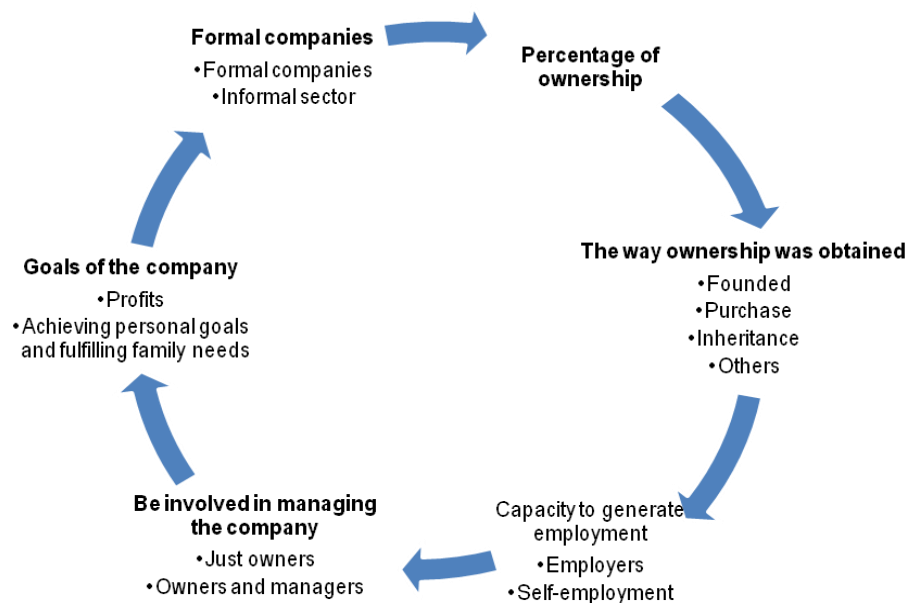 Formal companies
•Formal companies
•Informal sector
Percentage of
ownership
The way ownership was obtained
•Founded
•Purchase
•Inheritance
•Others
Capacity to generate
employment
•Employers
•Self-employment
Be involved in managing
the company
•Just owners
•Owners and managers
Goals of the company
•Profits
•Achieving personal goals
and fulfilling family needs